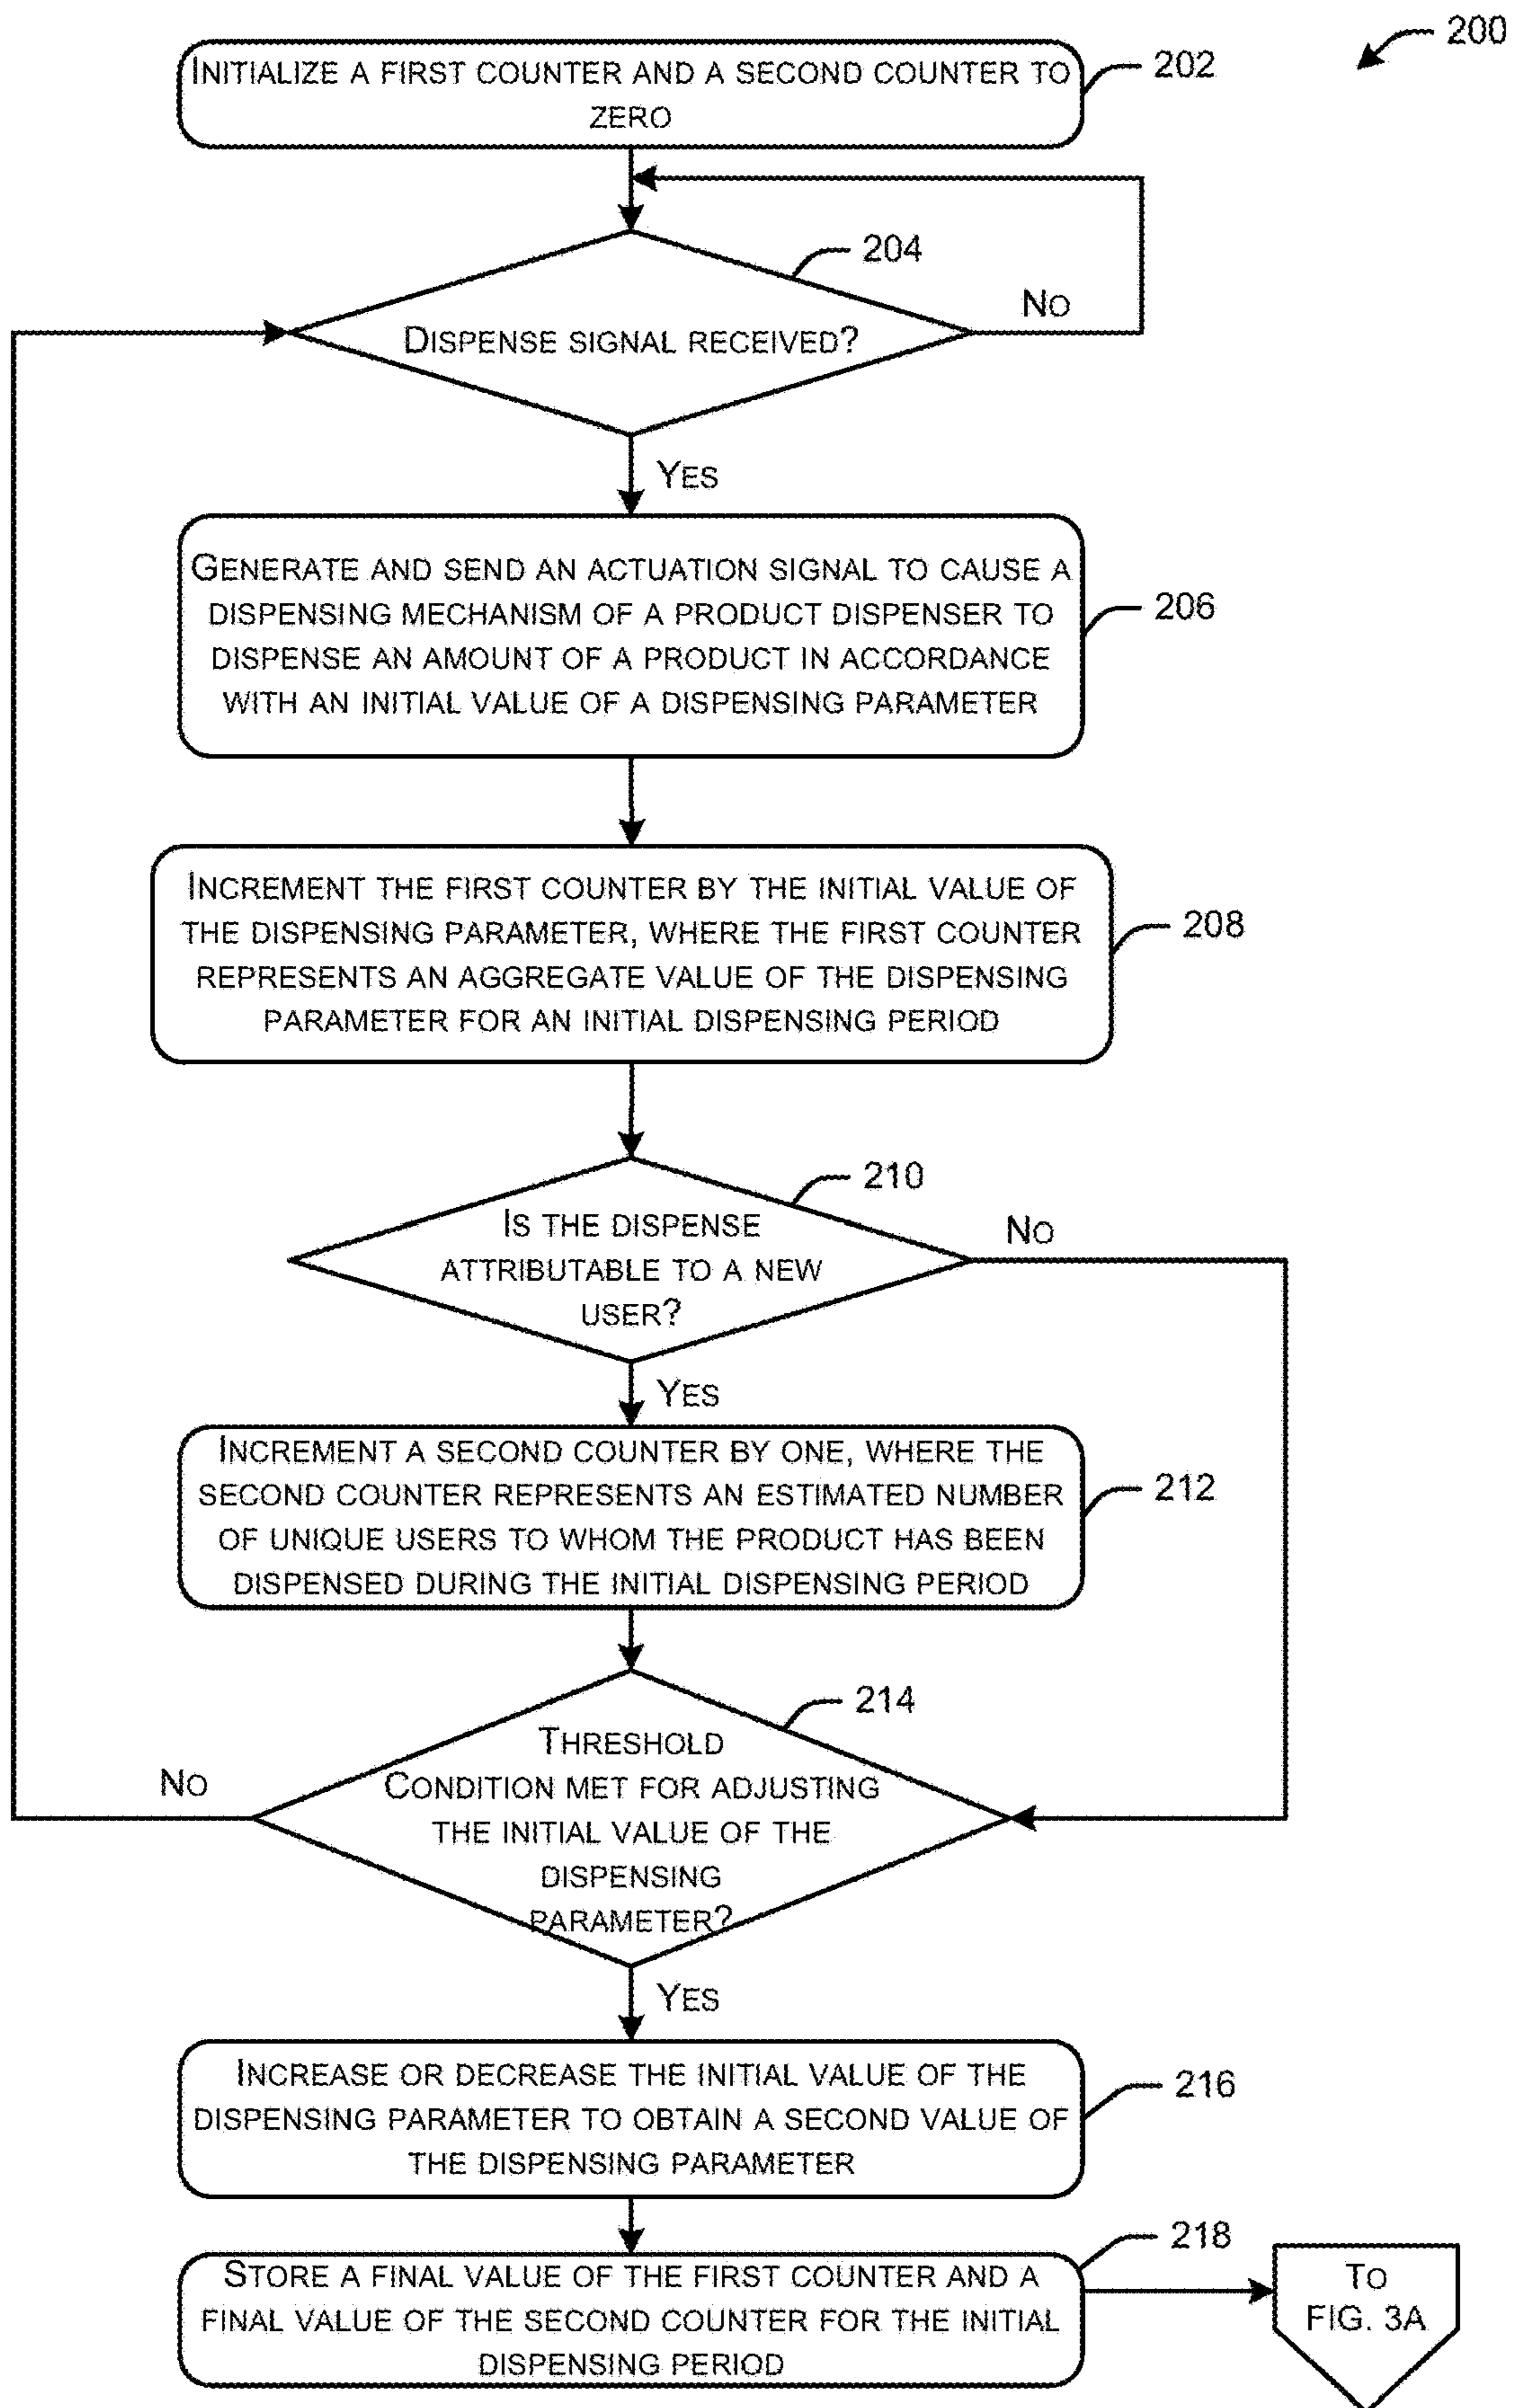 200
INITIALIZE A FIRST COUNTER AND A SECOND COUNTER TO
ZERO
202
204
NO
DISPENSE SIGNAL RECEIVED?
YES
GENERATE AND SEND AN ACTUATION SIGNAL TO CAUSE A
DISPENSING MECHANISM OF A PRODUCT DISPENSER TO
DISPENSE AN AMOUNT OF A PRODUCT IN ACCORDANCE
WITH AN INITIAL VALUE OF A DISPENSING PARAMETER
206
INCREMENT THE FIRST COUNTER BY THE INITIAL VALUE OF
THE DISPENSING PARAMETER, WHERE THE FIRST COUNTER
REPRESENTS AN AGGREGATE VALUE OF THE DISPENSING
PARAMETER FOR AN INITIAL DISPENSING PERIOD
208
210
IS THE DISPENSE
ATTRIBUTABLE TO A NEW
USER?
NO
YES
INCREMENT A SECOND COUNTER BY ONE, WHERE THE
SECOND COUNTER REPRESENTS AN ESTIMATED NUMBER
OF UNIQUE USERS TO WHOM THE PRODUCT HAS BEEN
DISPENSED DURING THE INITIAL DISPENSING PERIOD
212
214
THRESHOLD
CONDITION MET FOR ADJUSTING
THE INITIAL VALUE OF THE
DISPENSING
PARAMETER?
NO
YES
INCREASE OR DECREASE THE INITIAL VALUE OF THE
DISPENSING PARAMETER TO OBTAIN A SECOND VALUE OF
THE DISPENSING PARAMETER
216
218
STORE A FINAL VALUE OF THE FIRST COUNTER AND A
FINAL VALUE OF THE SECOND COUNTER FOR THE INITIAL
DISPENSING PERIOD
TO
FIG. 3A